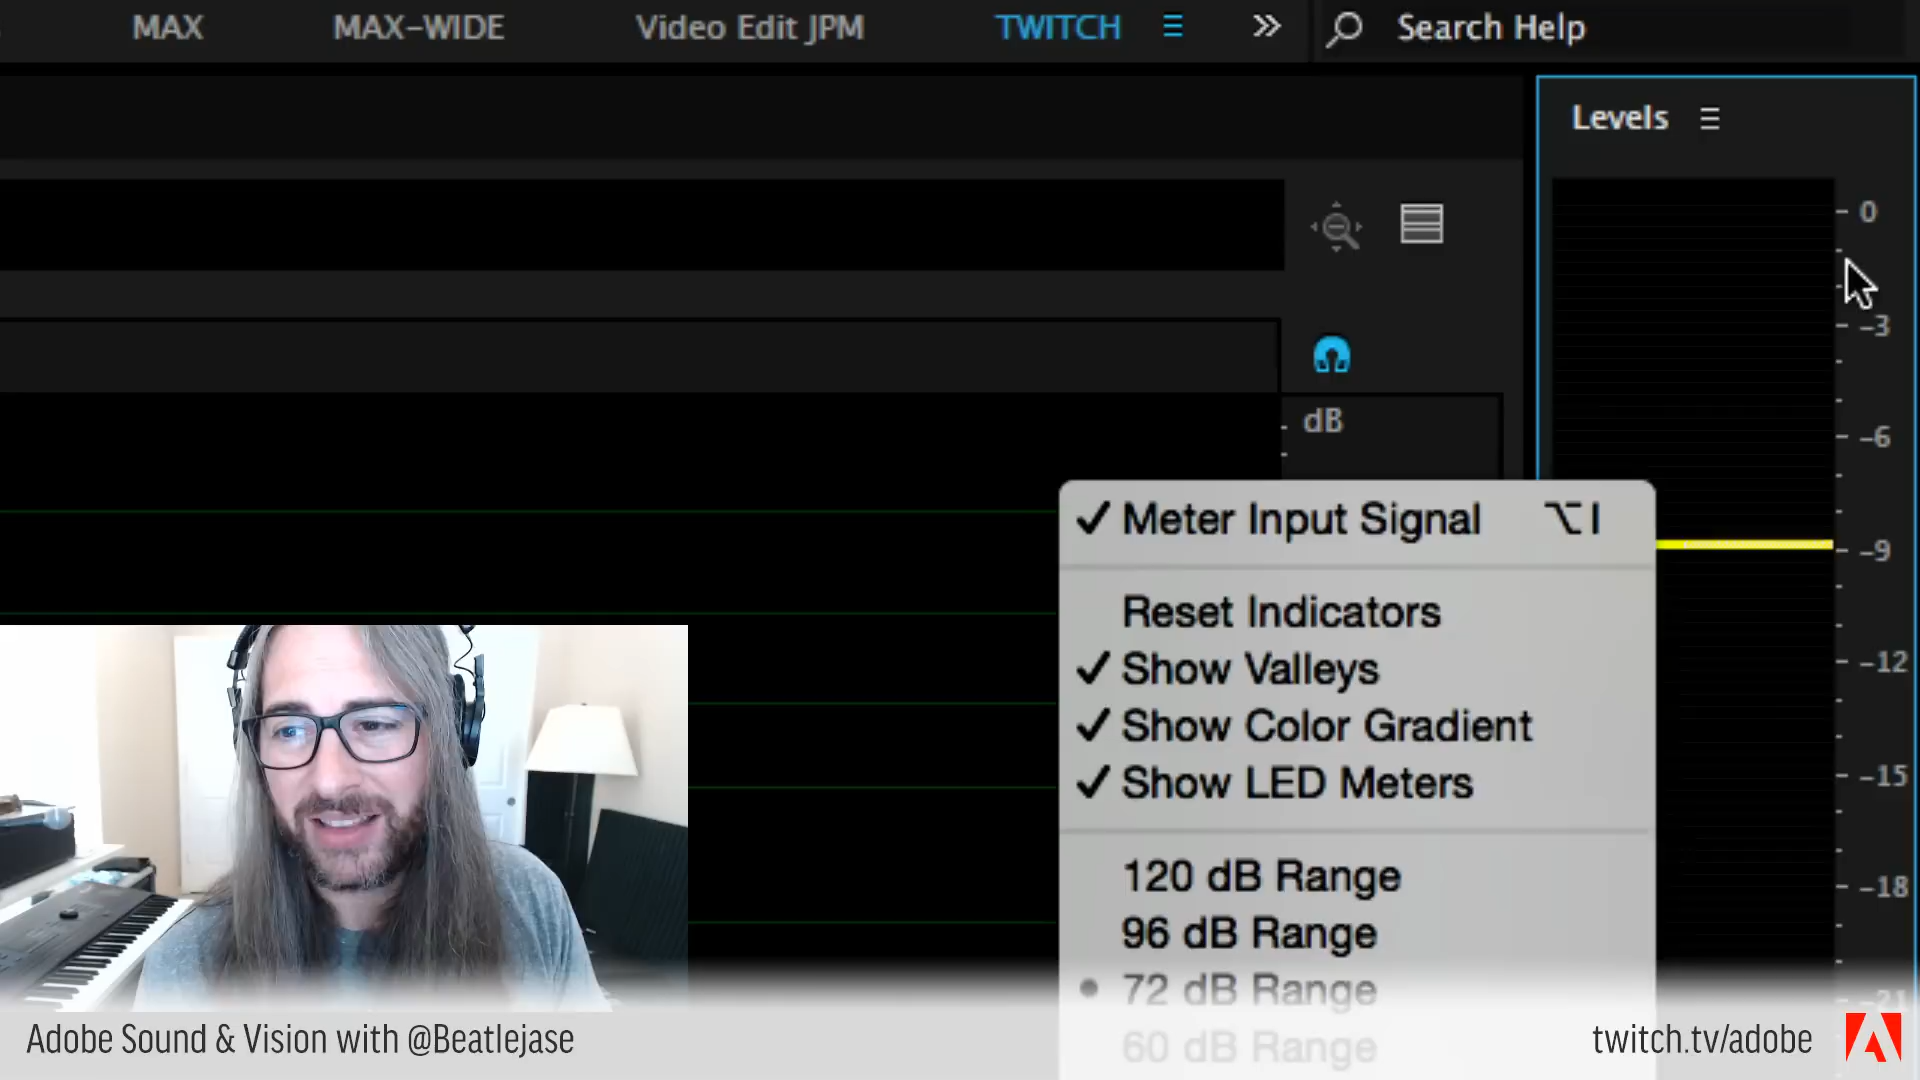 MAX
MAX-WIDE
Video Edit JPM
TWITCH
Search Help
Levels
0
-3
-6
-9
-12
-15
-18
-21
dB
✓ Meter Input Signal ⌥I
Reset Indicators
✓ Show Valleys
✓ Show Color Gradient
✓ Show LED Meters
120 dB Range
96 dB Range
• 72 dB Range
60 dB Range
Adobe Sound & Vision with @Beatlejase
twitch.tv/adobe